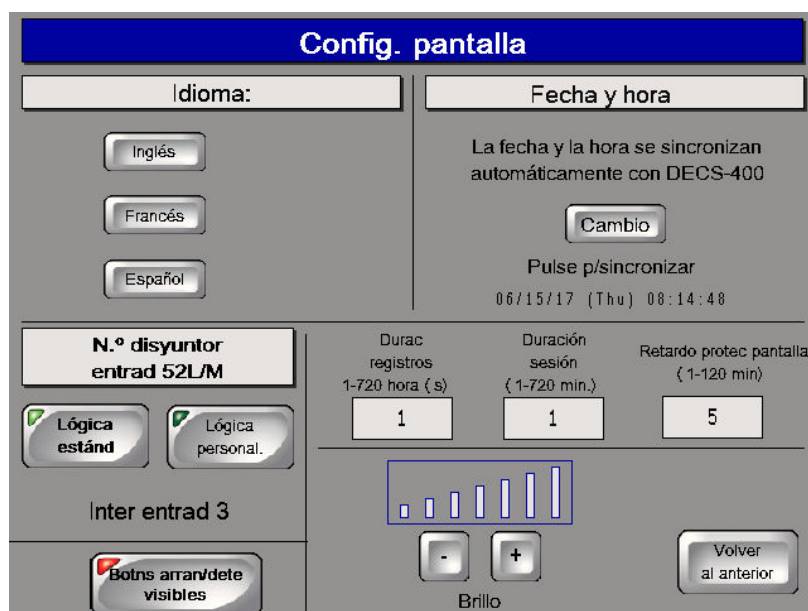 Config. pantalla
Idioma:
Inglés
Francés
Español
Fecha y hora
La fecha y la hora se sincronizan
automáticamente con DECS-400
Cambio
Pulse p/sincronizar
06/15/17 (Thu) 08:14:48
N.º disyuntor
entrad 52L/M
Lógica
estánd
Lógica
personal.
Inter entrad 3
Botns arran/dete
visibles
Durac
registros
1-720 hora (s)
1
Duración
sesión
(1-720 min.)
1
Retardo protec pantalla
(1-120 min)
5
-
+
Brillo
Volver
al anterior